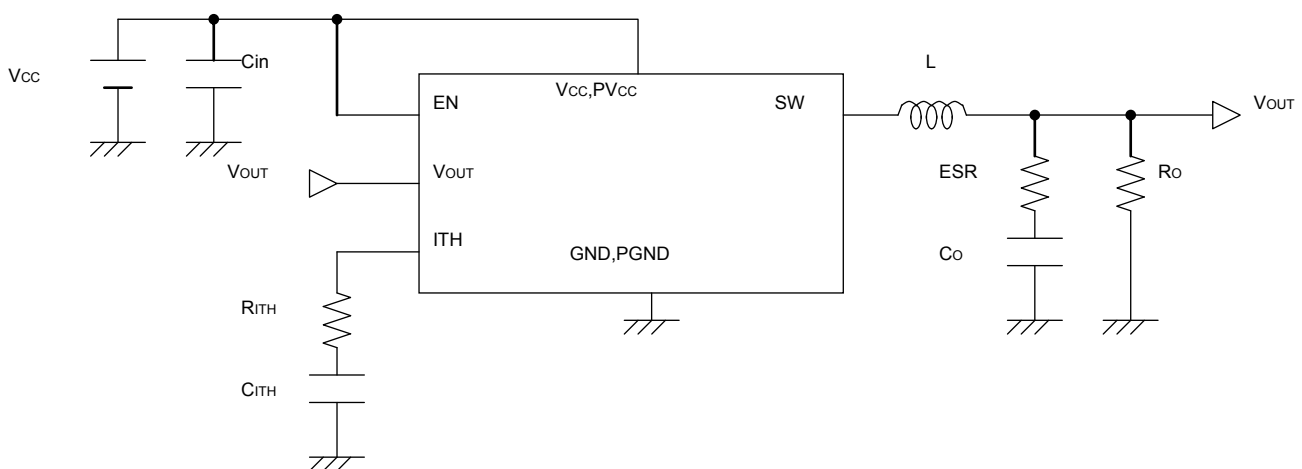 L
Vcc
Cin
Vcc,PVcc
EN
SW
VOUT
VOUT
VOUT
ESR
RO
ITH
GND,PGND
CO
RITH
CITH